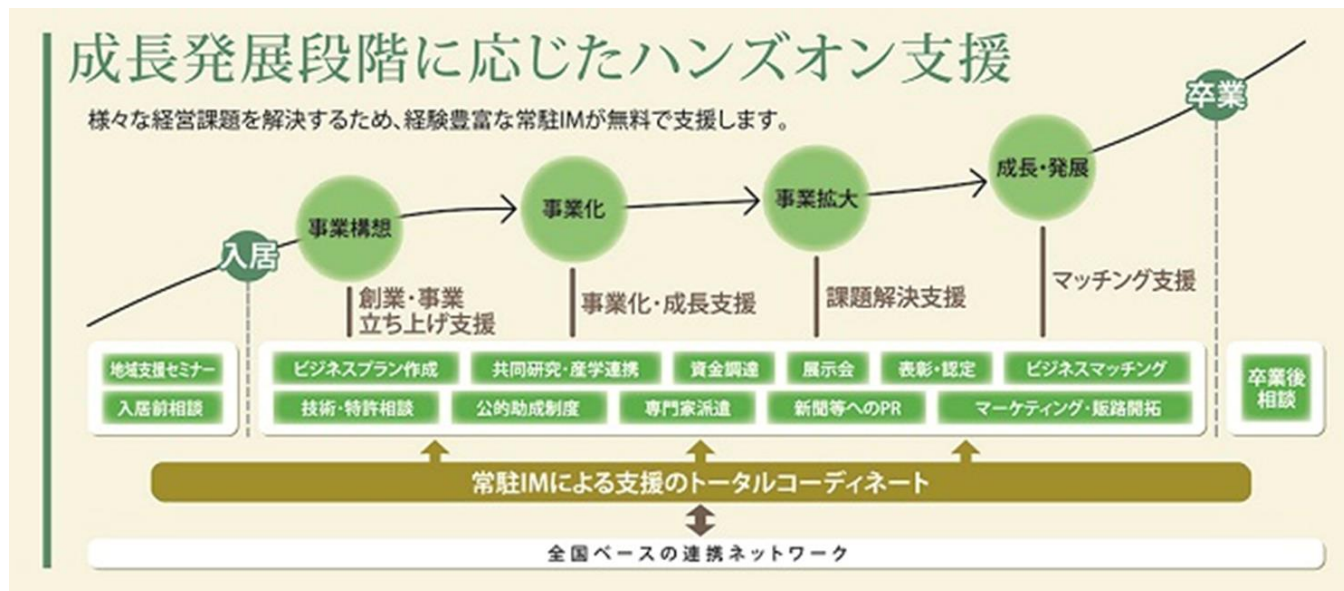 成長発展段階に応じたハンズオン支援
様々な経営課題を解決するため、経験豊富な常駐IMが無料で支援します。
卒業
成長・発展
事業拡大
事業化
事業構想
入居
創業・事業
立ち上げ支援
事業化・成長支援
課題解決支援
マッチング支援
地域支援セミナー
入居前相談
ビジネスプラン作成
共同研究・産学連携
資金調達
展示会
表彰・認定
ビジネスマッチング
技術・特許相談
公的助成制度
専門家派遣
新聞等へのPR
マーケティング・販路開拓
卒業後
相談
常駐IMによる支援のトータルコーディネート
全国ベースの連携ネットワーク